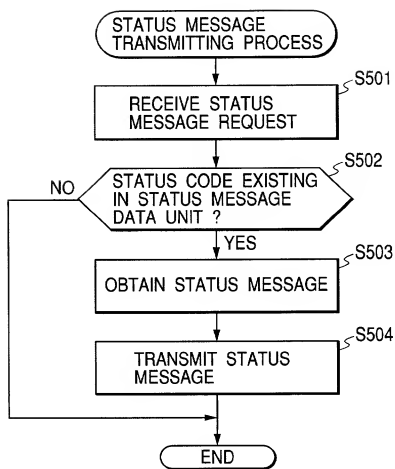 STATUS MESSAGE
TRANSMITTING PROCESS
S501
RECEIVE STATUS
MESSAGE REQUEST
S502
NO
STATUS CODE EXISTING
IN STATUS MESSAGE
DATA UNIT ?
YES
S503
OBTAIN STATUS MESSAGE
S504
TRANSMIT STATUS
MESSAGE
END